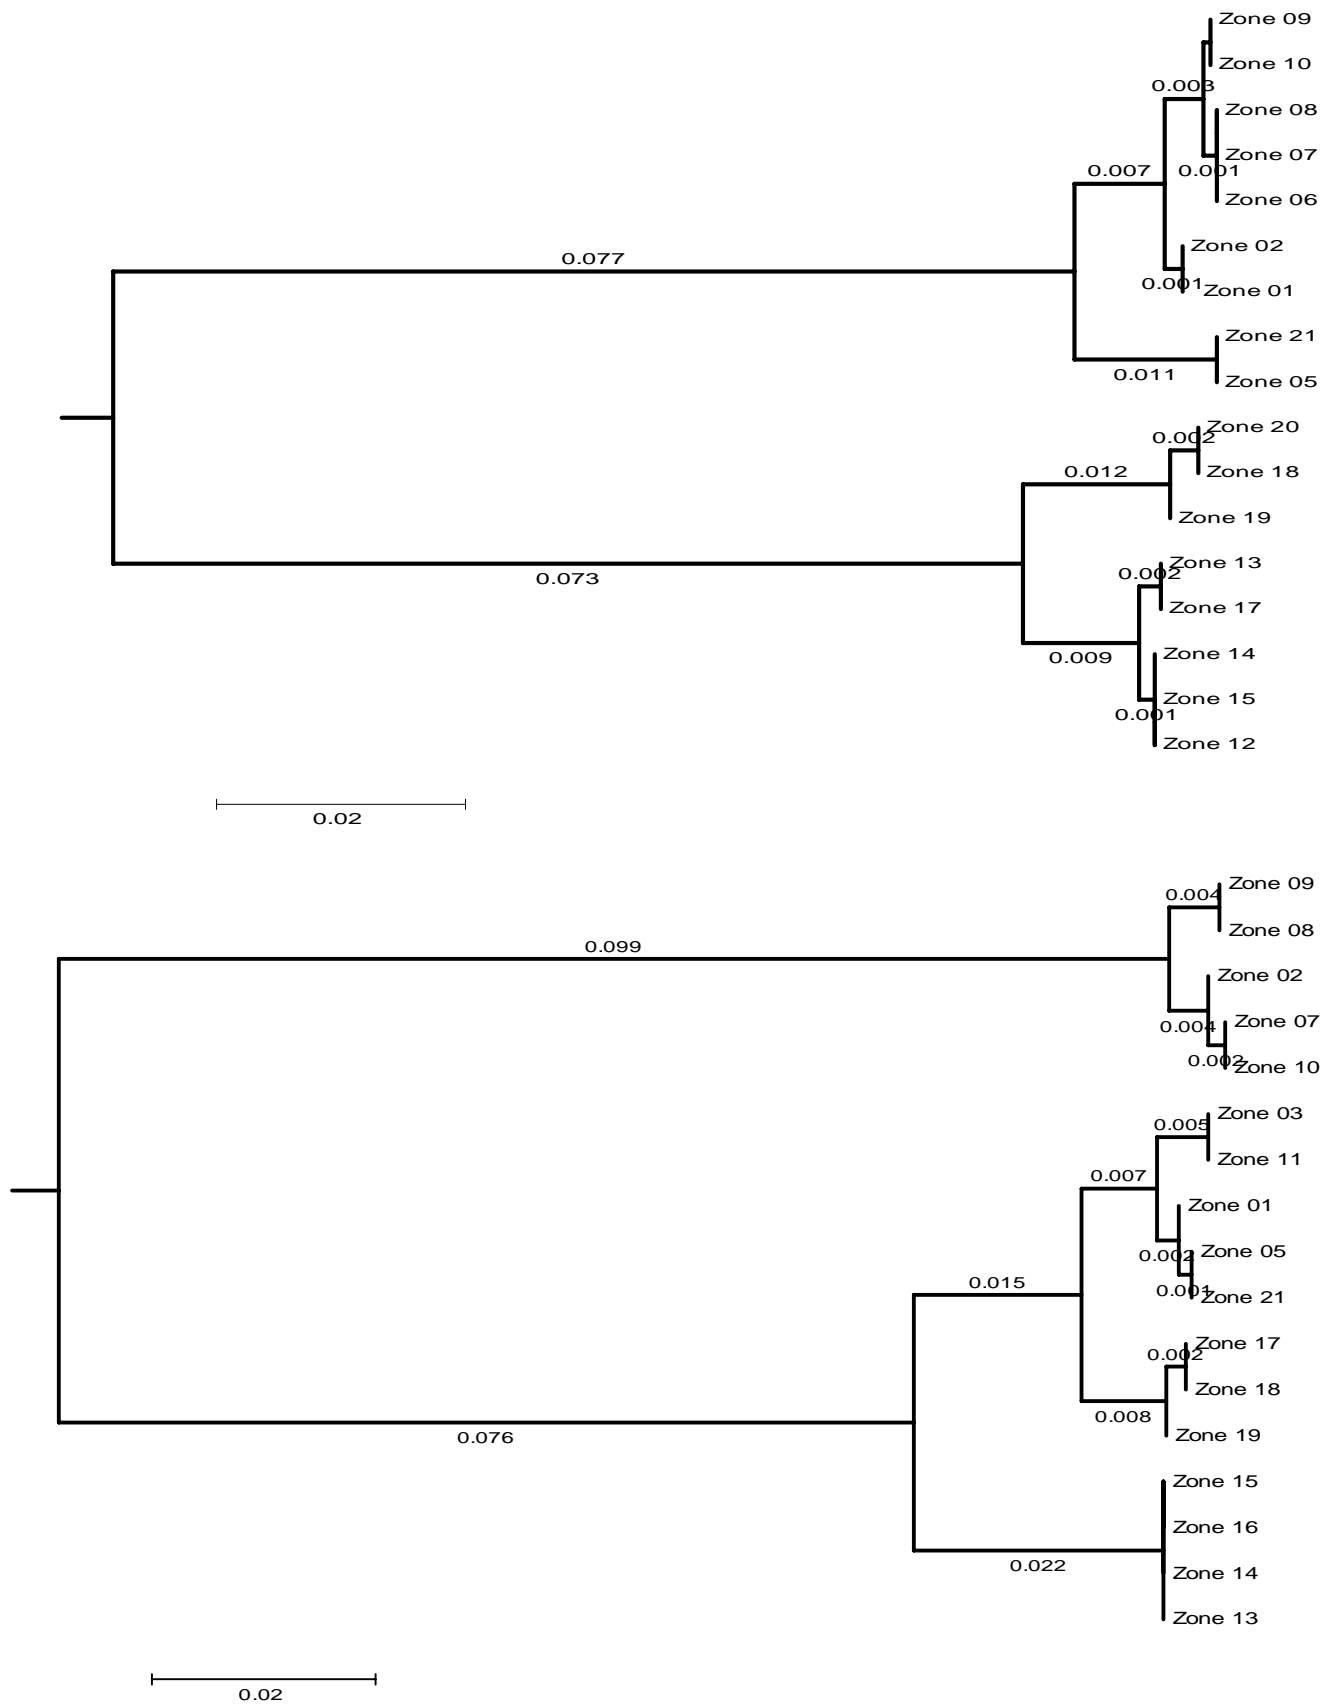 Zone 09
Zone 10
0.003
Zone 08
Zone 07
0.007
0.001
Zone 06
Zone 02
0.077
0.001
Zone 01
Zone 21
0.011
Zone 05
Zone 20
0.002
0.012
Zone 18
Zone 19
Zone 13
0.002
0.073
Zone 17
Zone 14
0.009
Zone 15
0.001
Zone 12
0.02
Zone 09
0.004
Zone 08
0.099
Zone 02
Zone 07
0.004
0.002
Zone 10
Zone 03
0.005
Zone 11
0.007
Zone 01
Zone 05
0.002
0.015
0.001
Zone 21
Zone 17
0.002
Zone 18
0.008
Zone 19
0.076
Zone 15
Zone 16
0.022
Zone 14
Zone 13
0.02